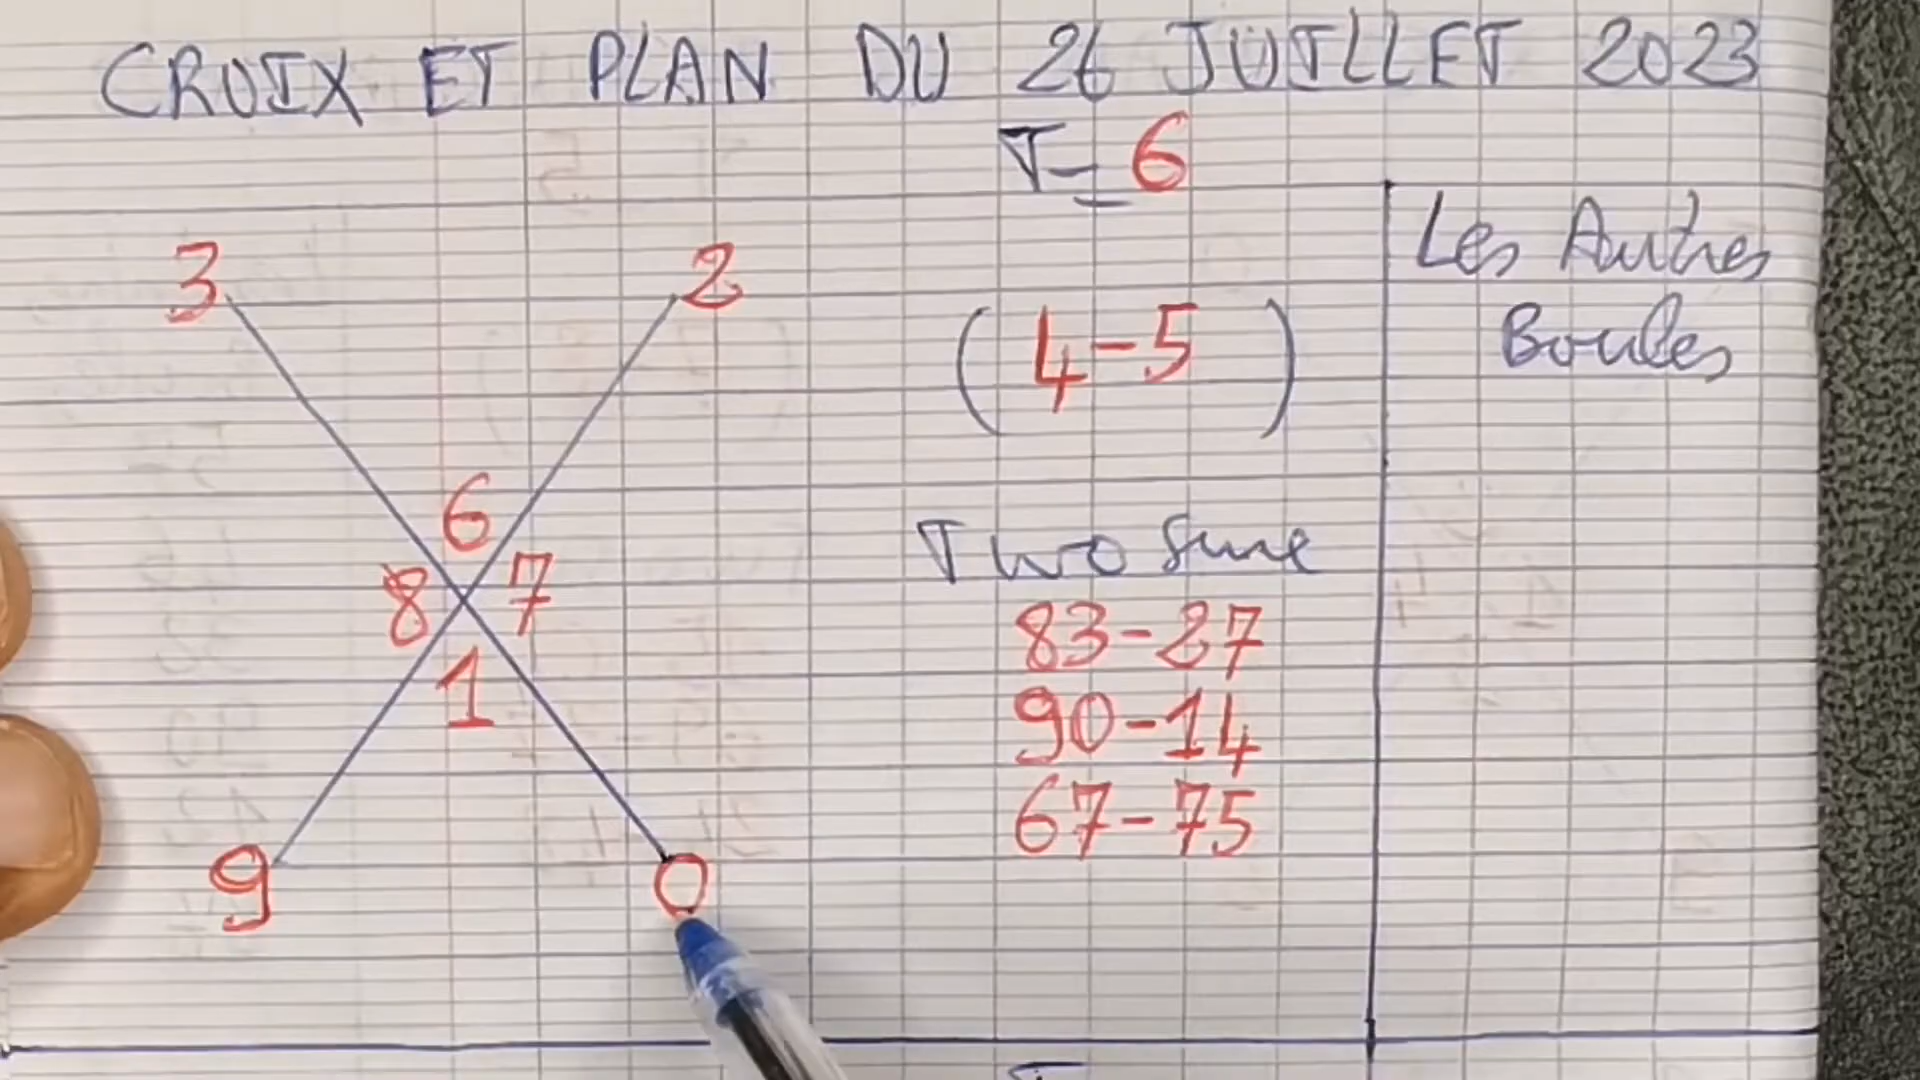 CROIX ET PLAN DU 26 JUILLET 2023
T=6
3 2
6
8 7
1
9 0
(4-5)
Two Sure
83-27
90-14
67-75
Les Autres
Boules